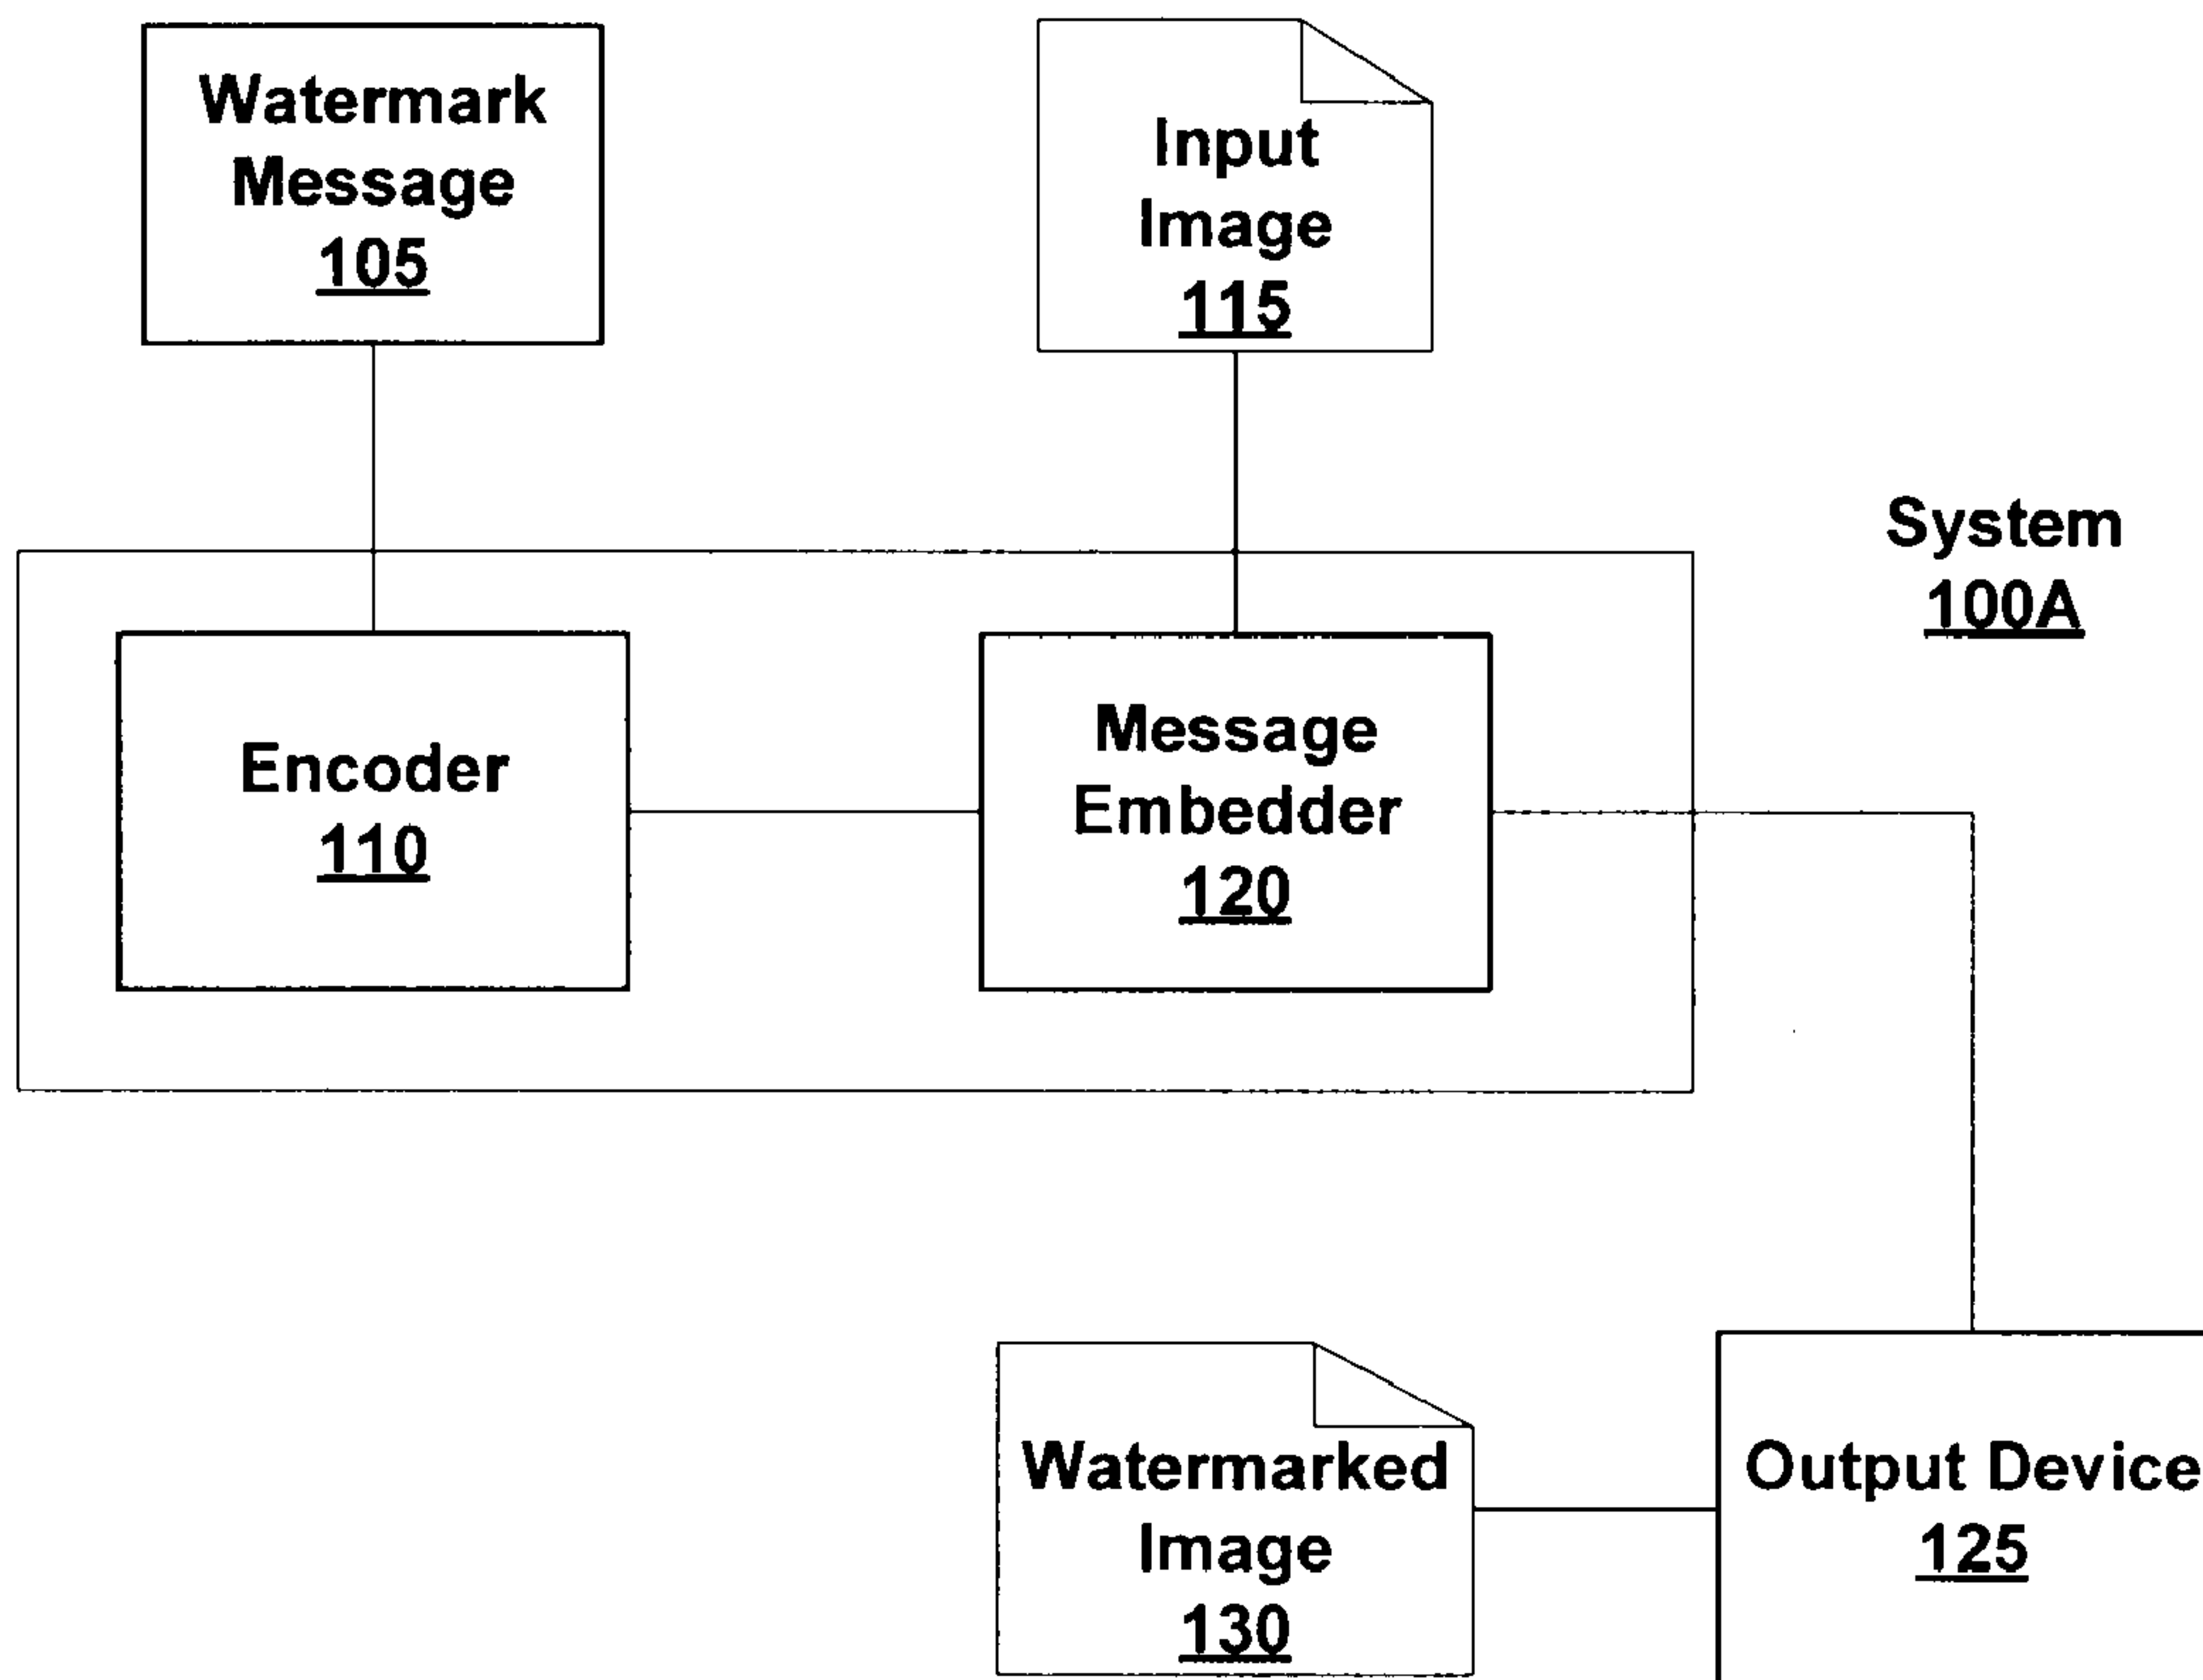 Watermark
Message
105
Input
Image
115
System
100A
Encoder
110
Message
Embedder
120
Watermarked
Image
130
Output Device
125